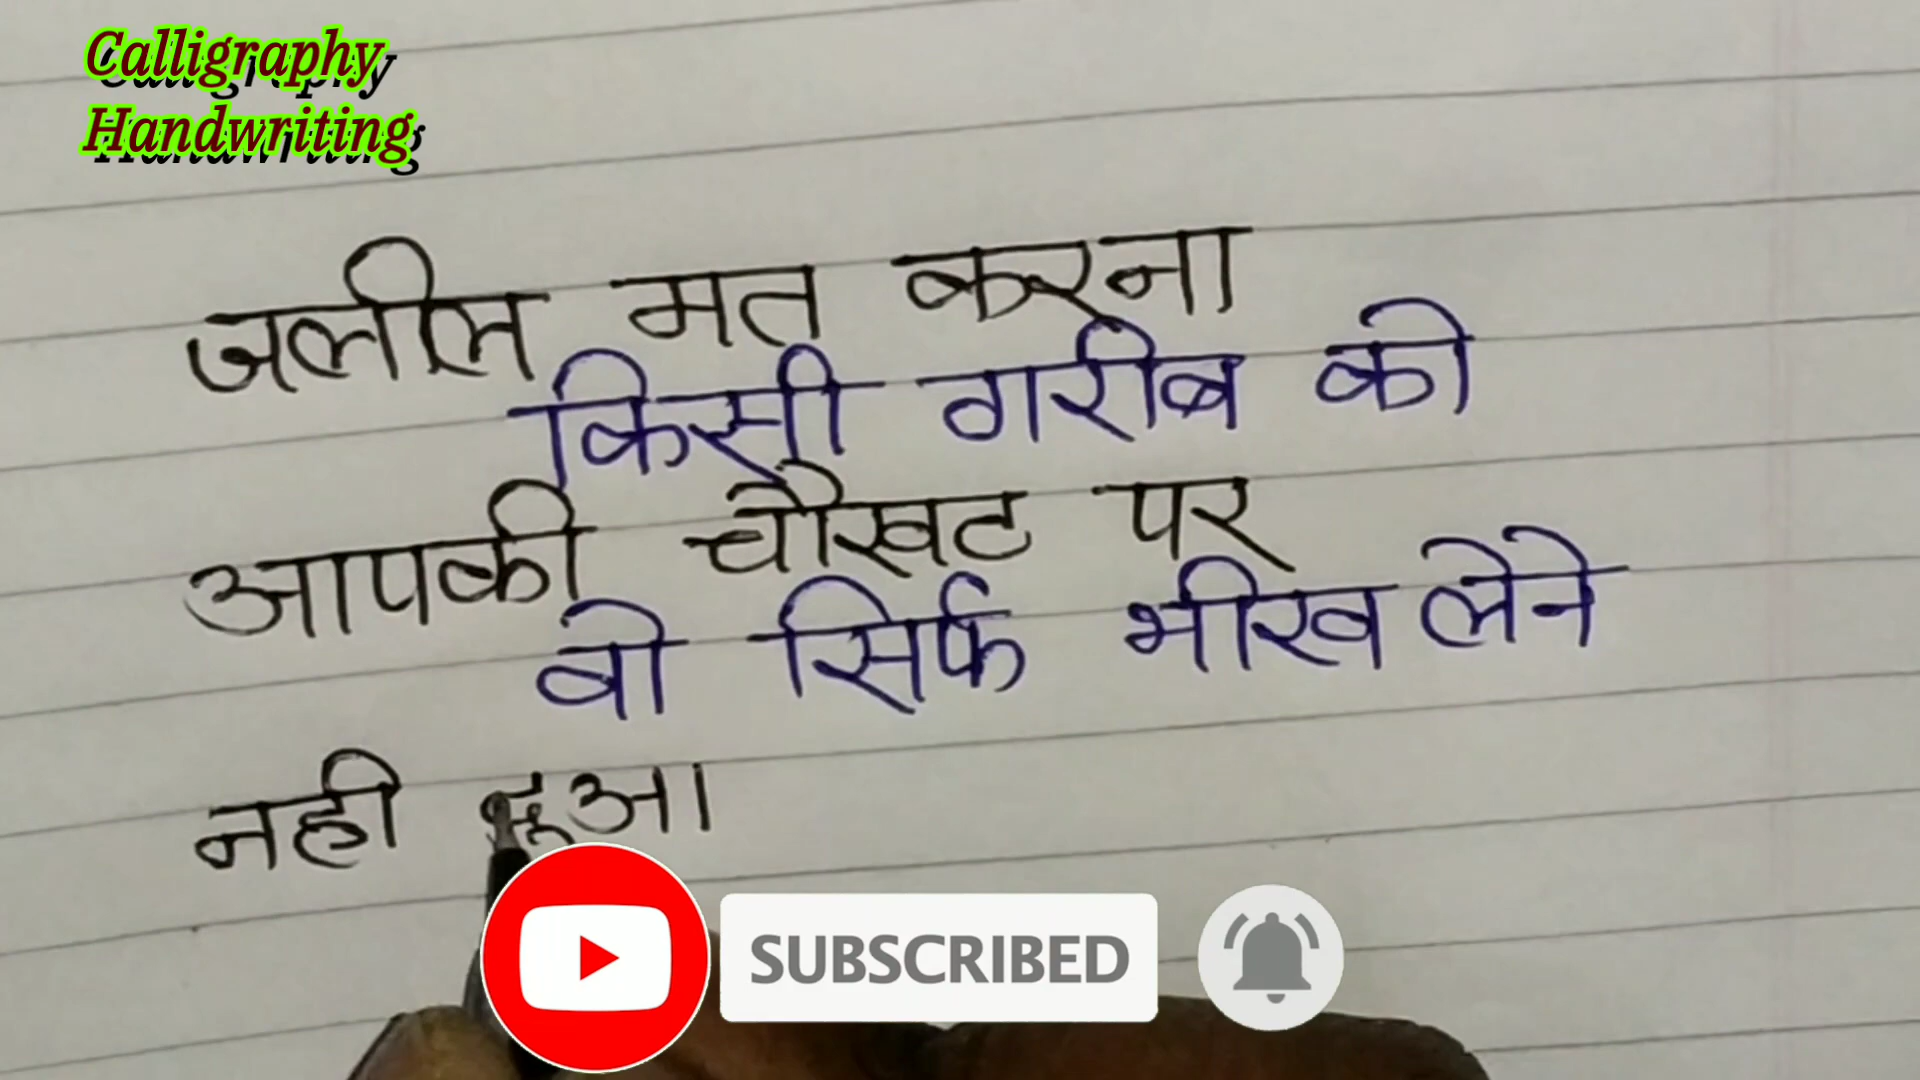 Calligraphy
Handwriting
जलील मत करना
किसी गरीब को
आपकी चौखट पर
वो सिर्फ भीख लेने
नही
SUBSCRIBED